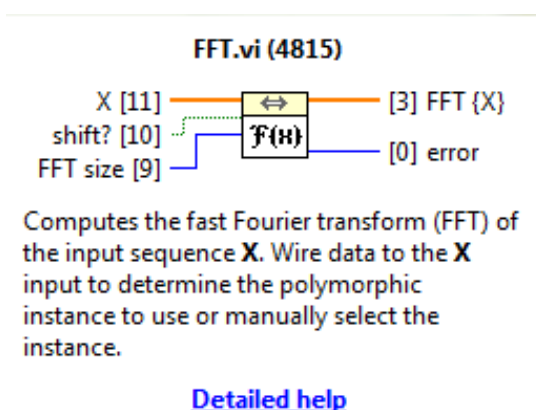 FFT.vi (4815)
X [11]
[3] FFT {X}
shift? [10]
F(x)
FFT size [9]
[0] error
Computes the fast Fourier transform (FFT) of
the input sequence X. Wire data to the X
input to determine the polymorphic
instance to use or manually select the
instance.
Detailed help